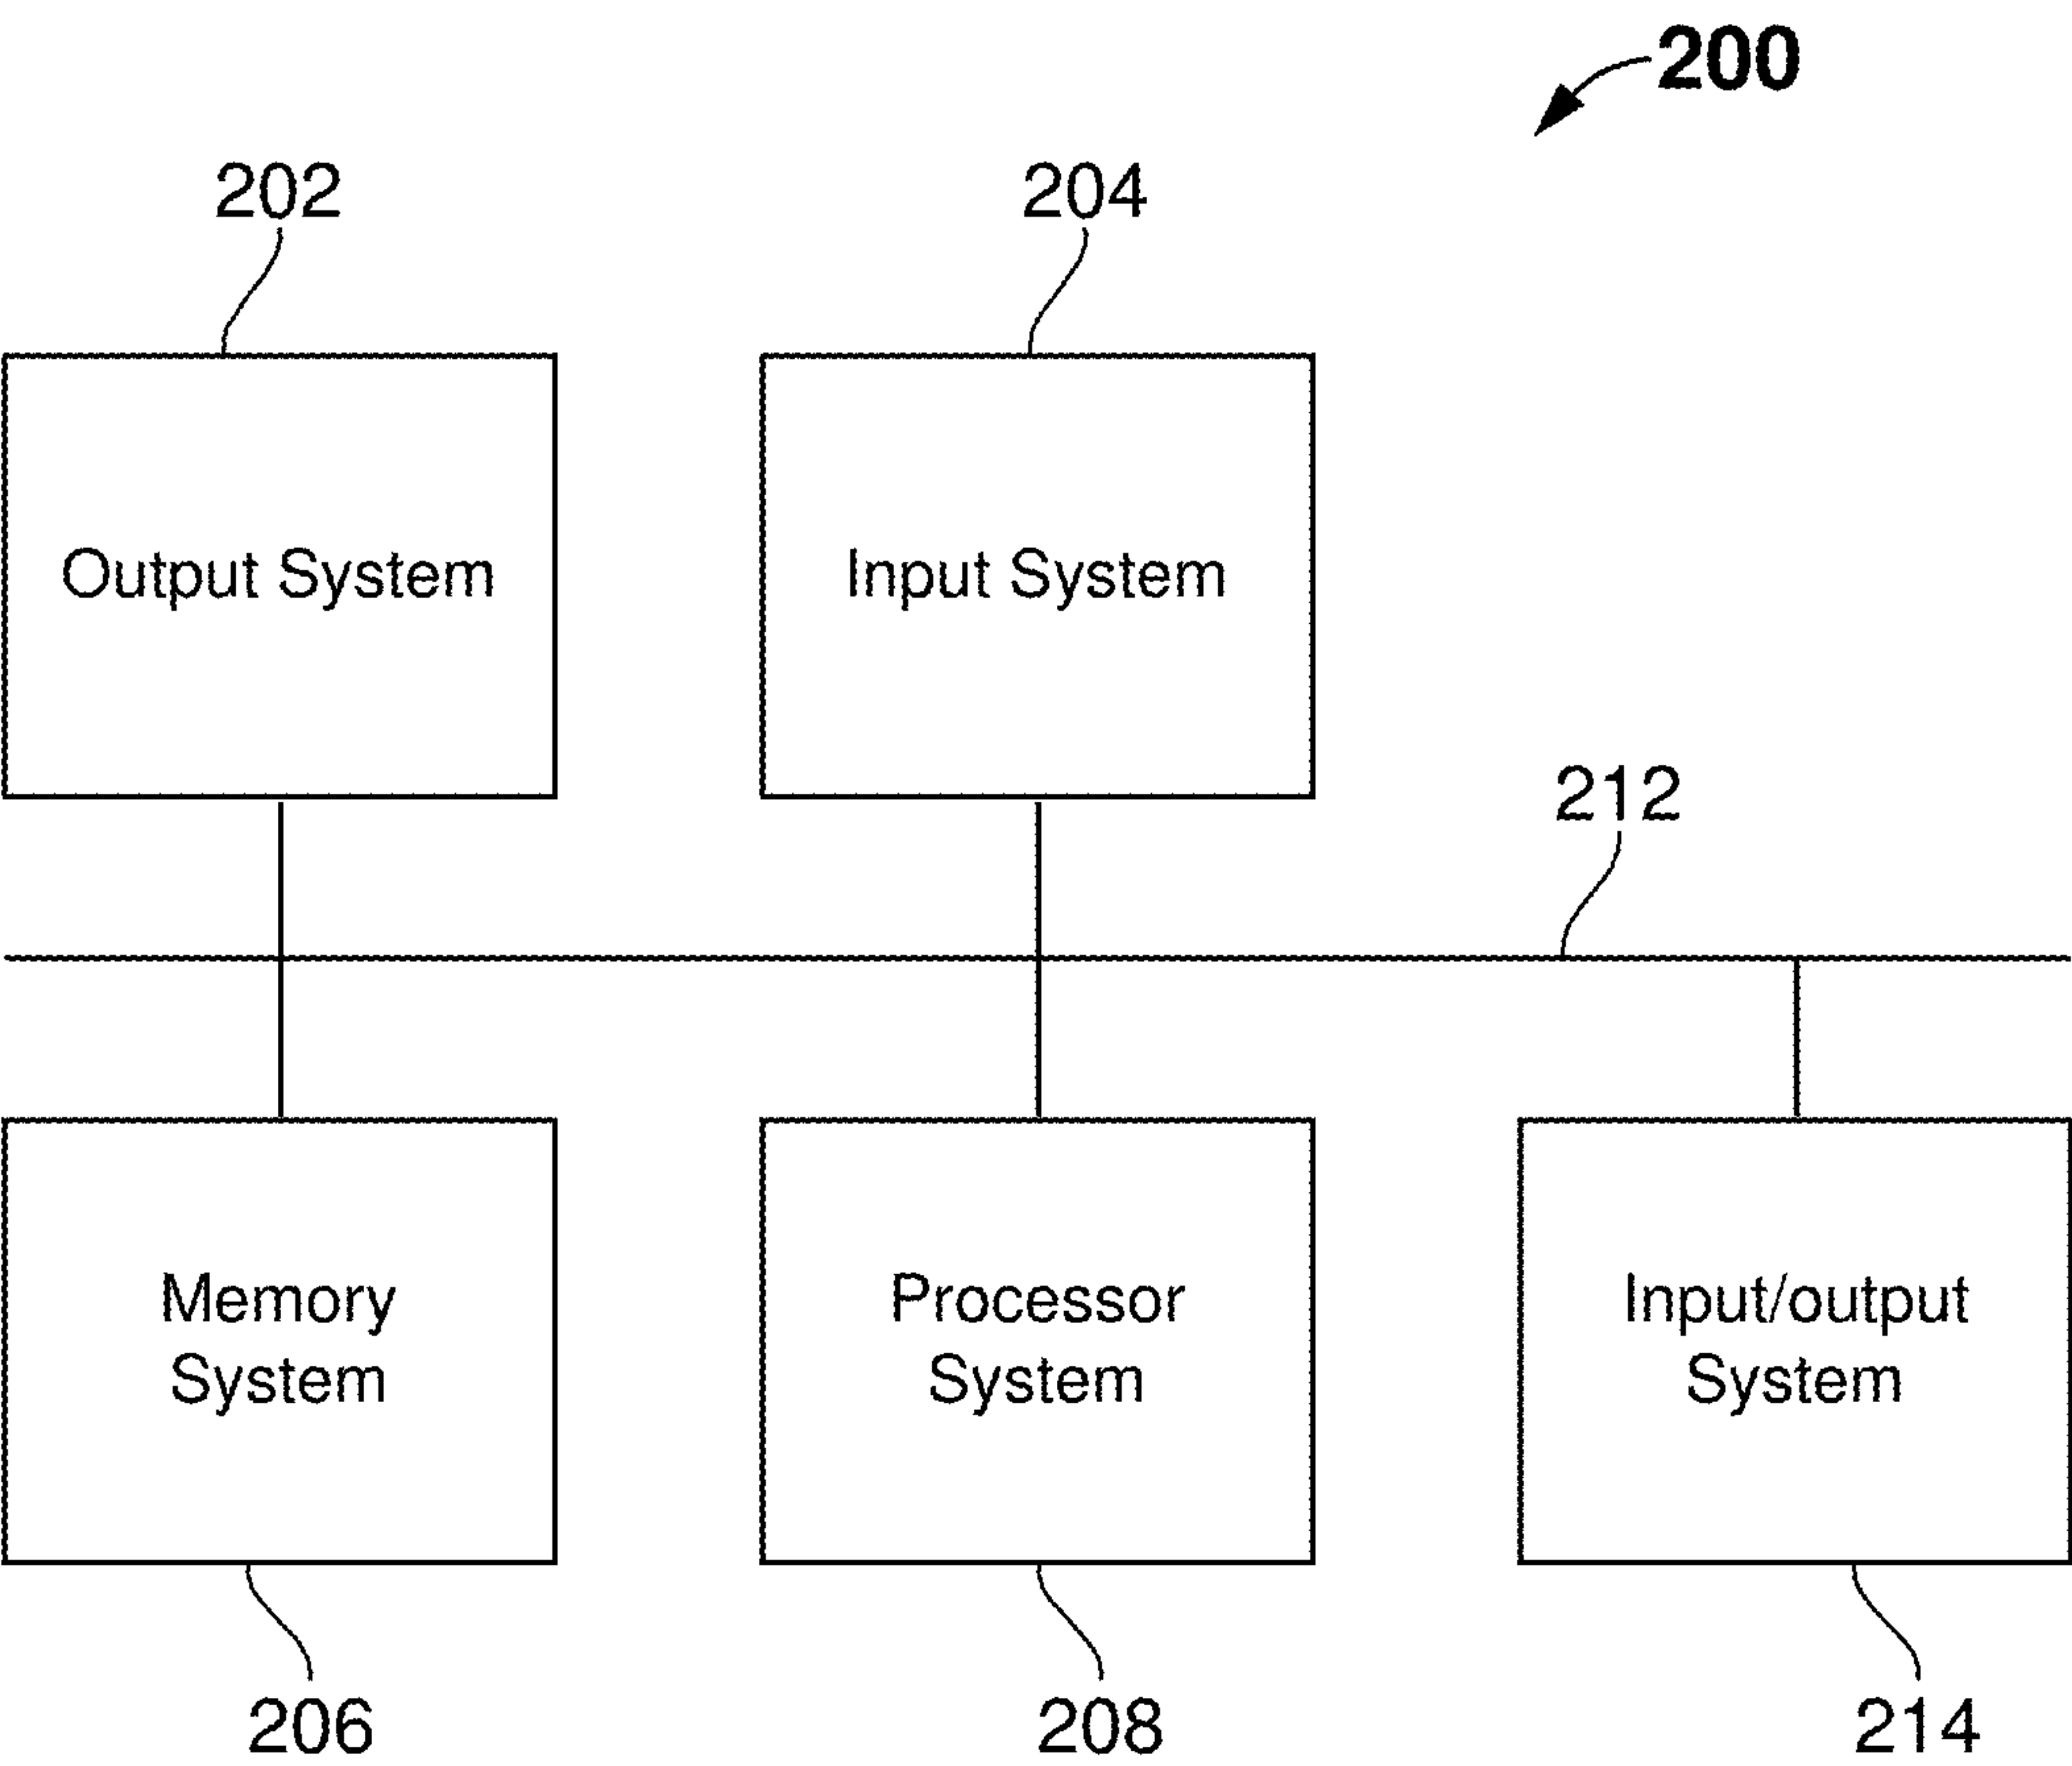 200
202
204
Output System
Input System
212
Memory
System
Processor
System
Input/output
System
206
208
214